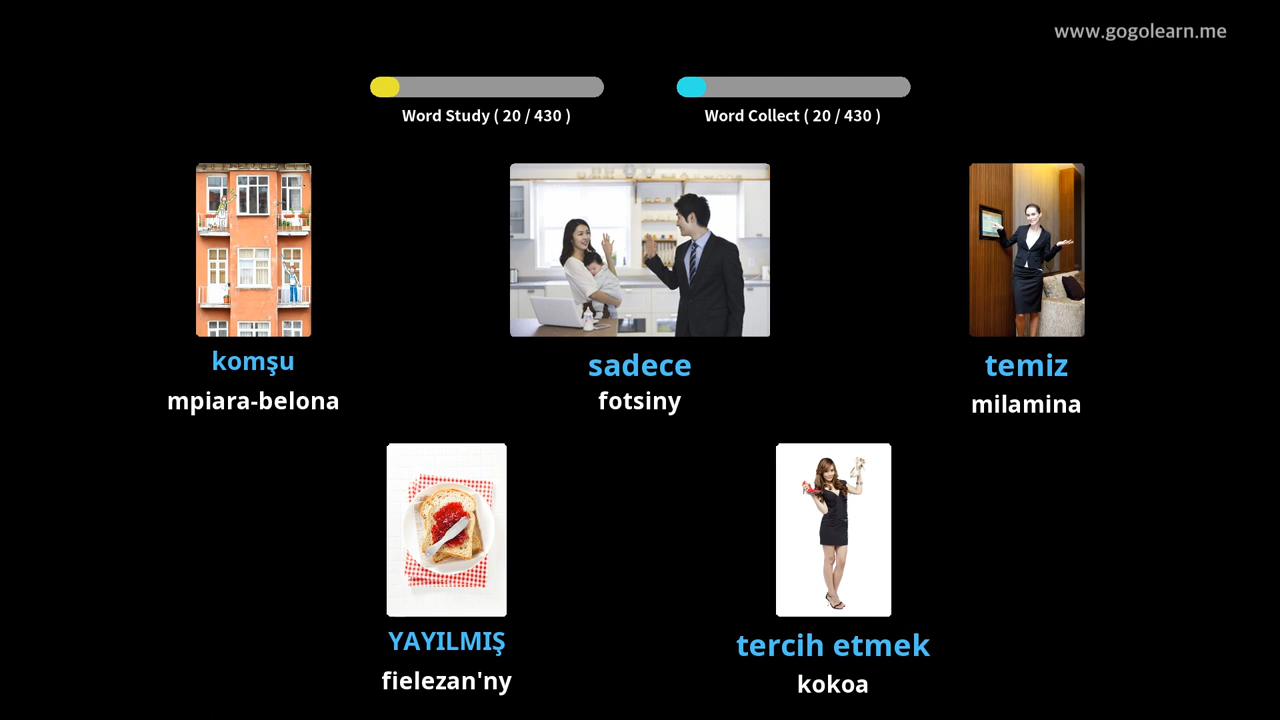 www.gogolearn.me
Word Study ( 20 / 430 )
Word Collect ( 20 / 430 )
komşu
mpiara-belona
sadece
fotsiny
temiz
milamina
YAYILMIŞ
fielezan'ny
tercih etmek
kokoa